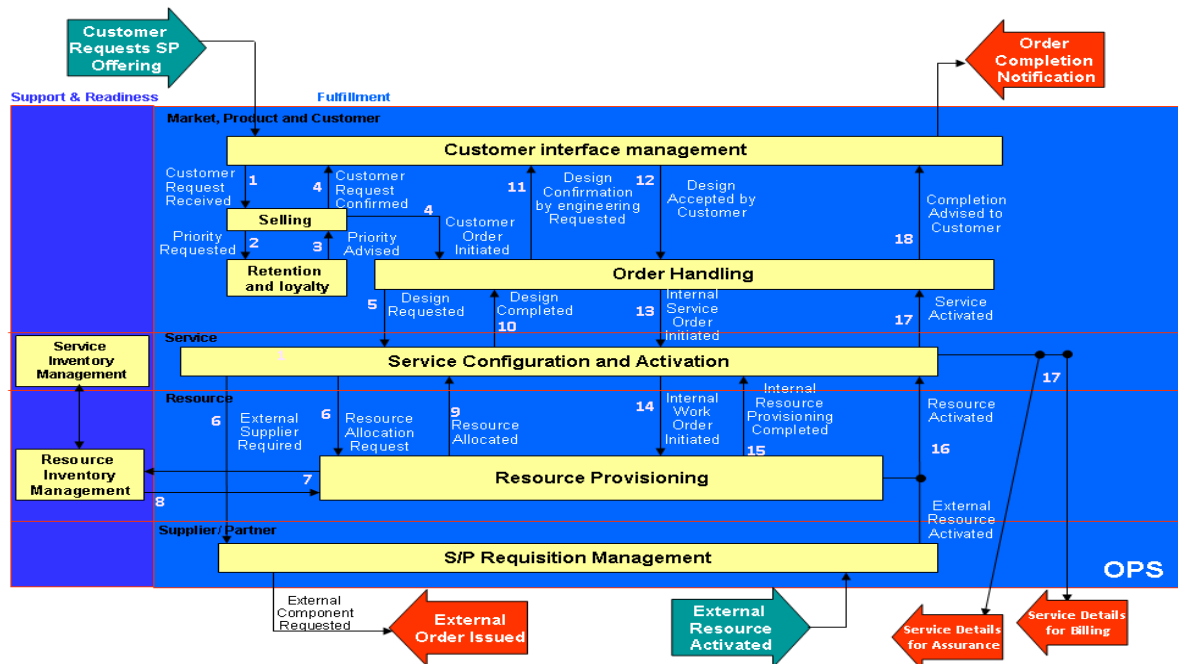 Customer
Requests SP
Offering
Order
Completion
Notification
Support & Readiness
Fulfillment
Market, Product and Customer
Customer interface management
Customer
Request
Received
1
4
Customer
Request
Confirmed
11
Design
Confirmation
by engineering
Requested
12
Design
Accepted by
Customer
Completion
Advised to
Customer
18
Selling
4
Customer
Order
Initiated
Priority
Requested
2
3
Priority
Advised
Retention
and loyalty
Order Handling
5
Design
Requested
Design
Completed
10
13
Internal
Service
Order
Initiated
17
Service
Activated
Service
Service
Inventory
Management
1
Service Configuration and Activation
17
Resource
6
External
Supplier
Required
6
Resource
Allocation
Request
9
Resource
Allocated
14
Internal
Work
Order
Initiated
Internal
Resource
Provisioning
Completed
15
Resource
Activated
16
Resource
Inventory
Management
7
8
Resource Provisioning
External
Resource
Activated
Supplier/ Partner
S/P Requisition Management
OPS
External
Component
Requested
External
Order Issued
External
Resource
Activated
Service Details
for Assurance
Service Details
for Billing